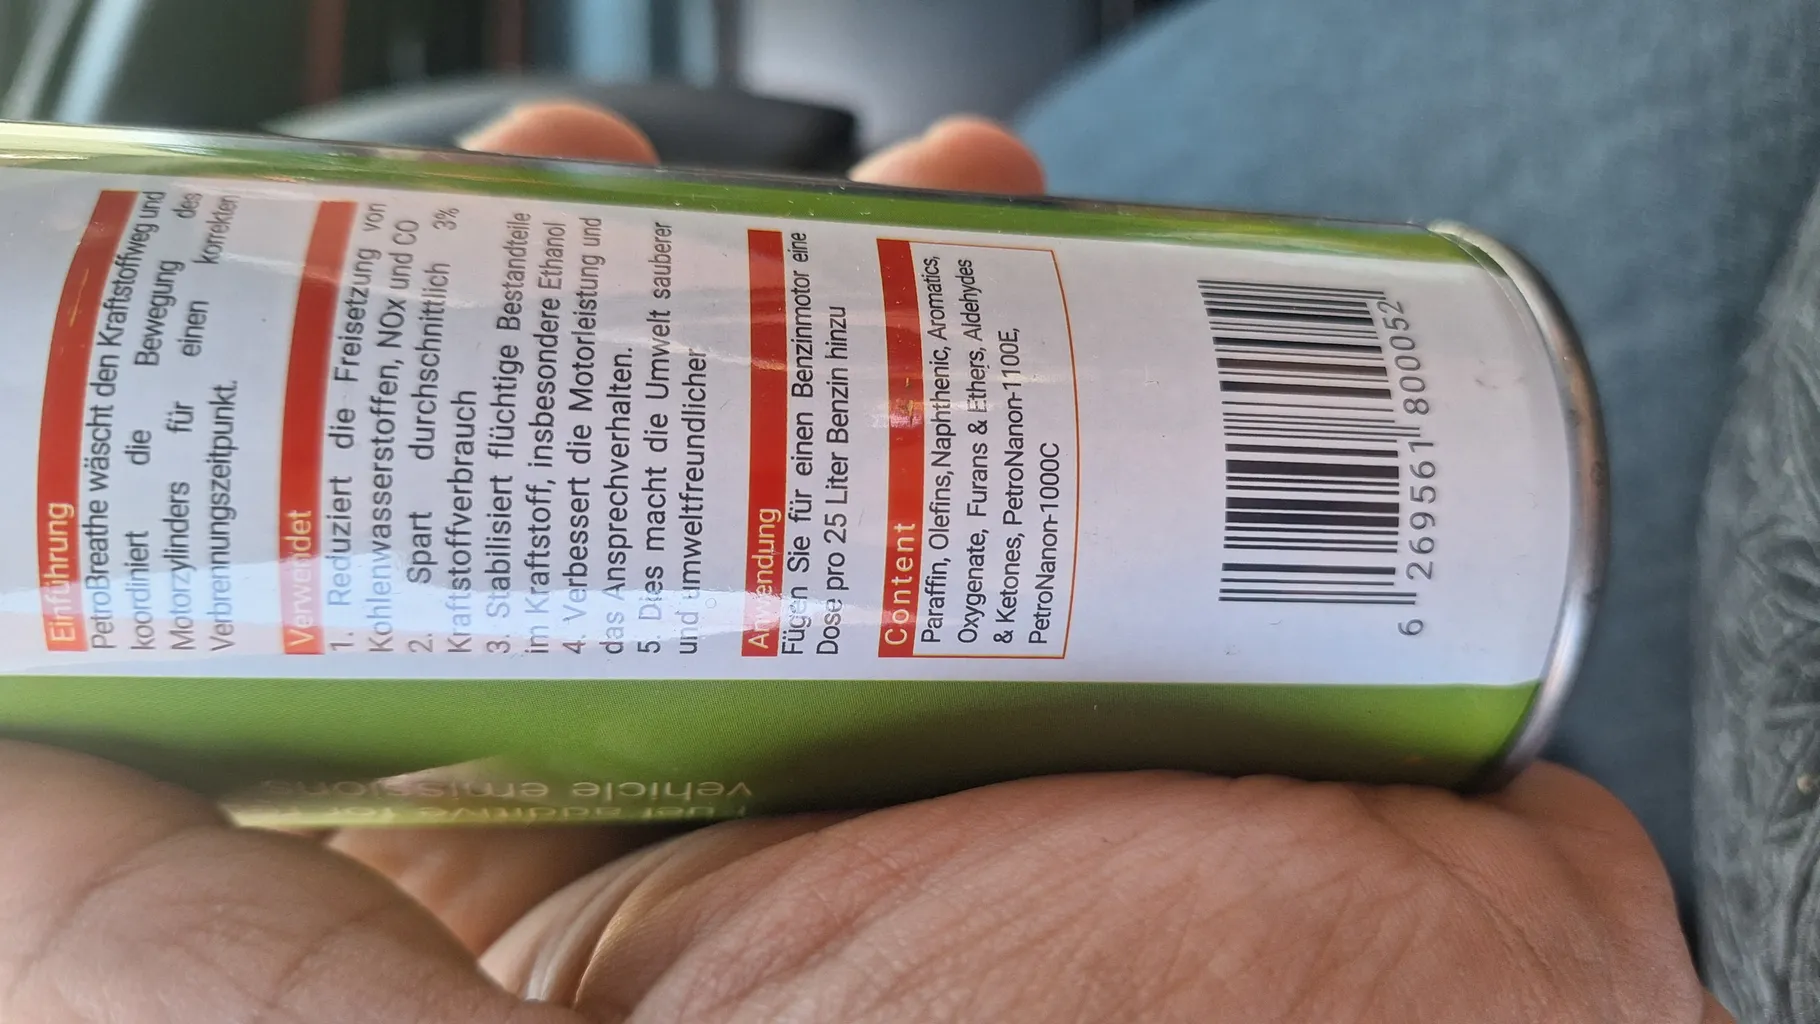 Einführung
PetroBreathe wäscht den Kraftstoffweg und
koordiniert die Bewegung des
Motorzylinders für einen korrekten
Verbrennungszeitpunkt.
Verwendet
1. Reduziert die Freisetzung von
Kohlenwasserstoffen, NOx und CO
2. Spart durchschnittlich 3%
Kraftstoffverbrauch
3. Stabilisiert flüchtige Bestandteile
im Kraftstoff, insbesondere Ethanol
4. Verbessert die Motorleistung und
das Ansprechverhalten.
5. Dies macht die Umwelt sauberer
und umweltfreundlicher
Anwendung
Fügen Sie für einen Benzinmotor eine
Dose pro 25 Liter Benzin hinzu
Content
Paraffin, Olefins, Naphthenic, Aromatics,
Oxygenate, Furans & Ethers, Aldehydes
& Ketones, PetroNanon-1100E,
PetroNanon-1000C
6 269561 800052
Fuel additive for
vehicle emissions